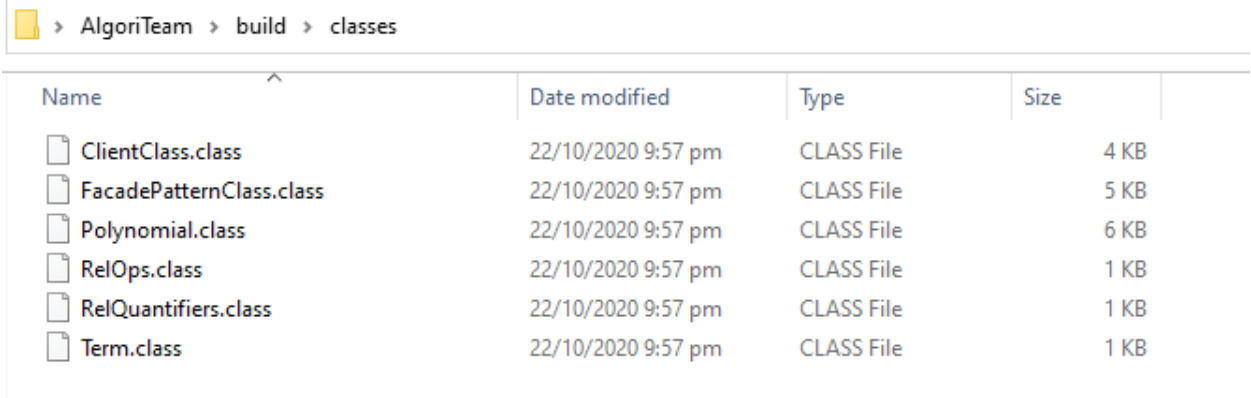 AlgoriTeam > build > classes
Name Date modified Type Size
ClientClass.class 22/10/2020 9:57 pm CLASS File 4 KB
FacadePatternClass.class 22/10/2020 9:57 pm CLASS File 5 KB
Polynomial.class 22/10/2020 9:57 pm CLASS File 6 KB
RelOps.class 22/10/2020 9:57 pm CLASS File 1 KB
RelQuantifiers.class 22/10/2020 9:57 pm CLASS File 1 KB
Term.class 22/10/2020 9:57 pm CLASS File 1 KB